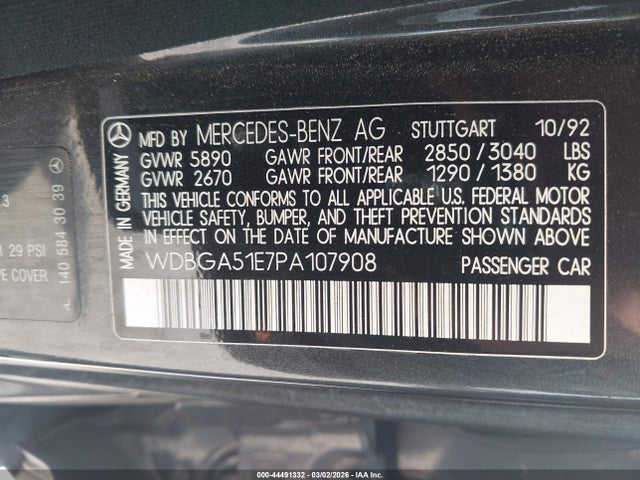 MFD BY MERCEDES-BENZ AG STUTTGART 10/92
GVWR 5890 GAWR FRONT/REAR 2850/3040 LBS
GVWR 2670 GAWR FRONT/REAR 1290/1380 KG
THIS VEHICLE CONFORMS TO ALL APPLICABLE U.S. FEDERAL MOTOR
VEHICLE SAFETY, BUMPER, AND THEFT PREVENTION STANDARDS
IN EFFECT ON THE DATE OF MANUFACTURE SHOWN ABOVE
WDBGA51E7PA107908 PASSENGER CAR
MADE IN GERMANY
3
29 PSI
COVER
A 140 584 30 39
000-44491332 - 03/02/2026 - IAA Inc.